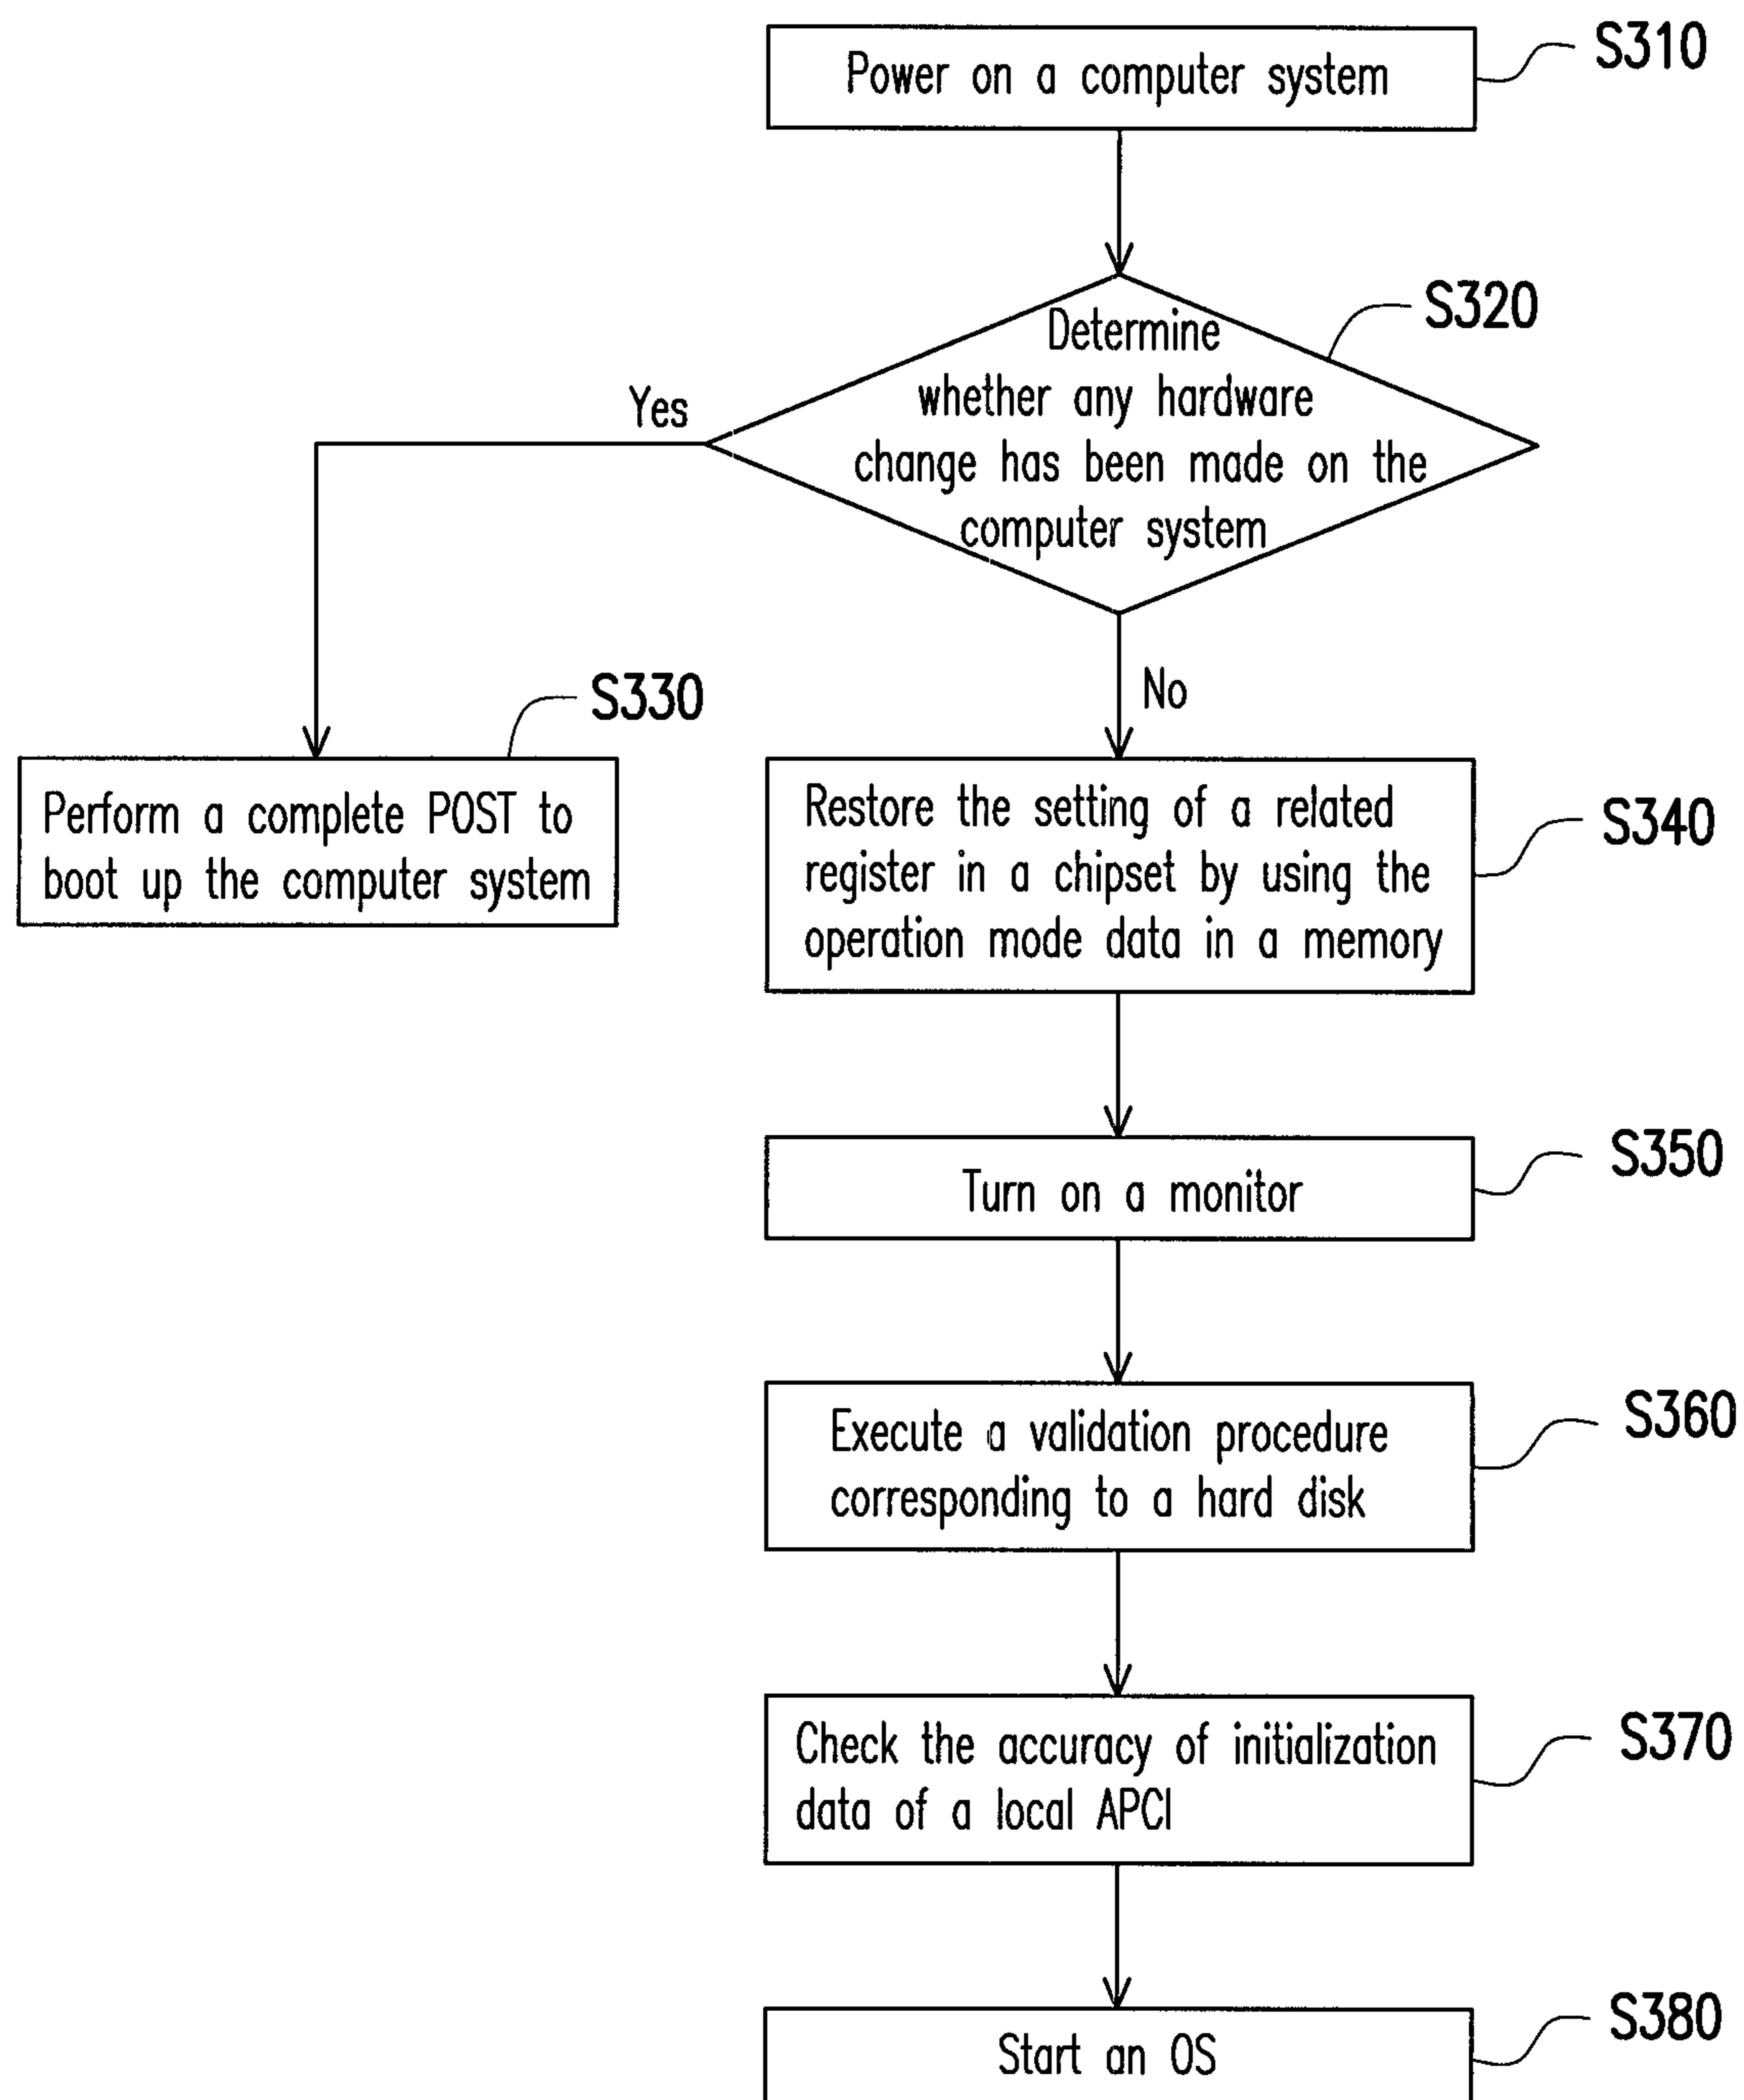 Power on a computer system
S310
Determine
whether any hardware
change has been made on the
computer system
S320
Yes
No
S330
Perform a complete POST to
boot up the computer system
Restore the setting of a related
register in a chipset by using the
operation mode data in a memory
S340
Turn on a monitor
S350
Execute a validation procedure
corresponding to a hard disk
S360
Check the accuracy of initialization
data of a local APCI
S370
Start an OS
S380